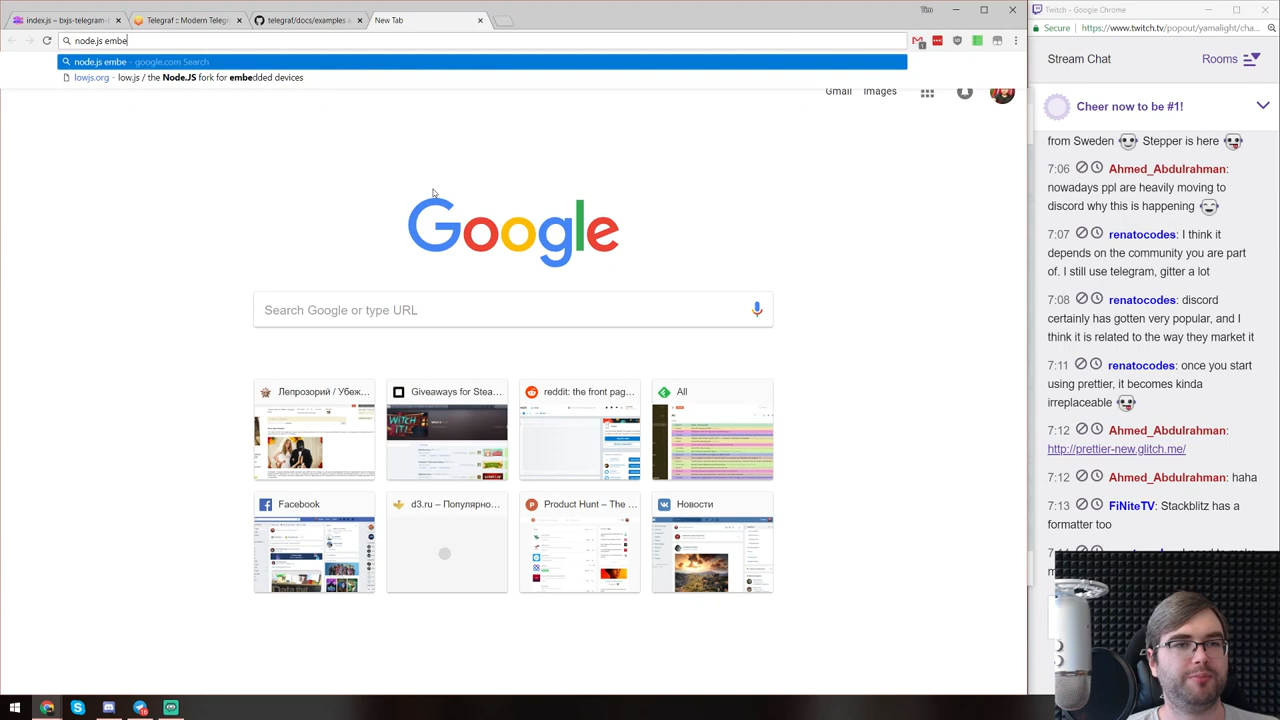 index.js – bxjs-telegram-
Telegraf :: Modern Telegr
telegraf/docs/examples a
New Tab
Tim
Twitch - Google Chrome
node.js embe
Secure https://www.twitch.tv/popout/yamalight/cha...
node.js embe - google.com Search
lowjs.org - low.js / the Node.JS fork for embedded devices
Gmail
Images
Google
Search Google or type URL
Лепрозорий / Убеж...
Giveaways for Stea...
reddit: the front pag...
All
Facebook
d3.ru – Популярно...
Product Hunt – The ...
Новости
Stream Chat
Rooms
Cheer now to be #1!
from Sweden Stepper is here
7:06 Ahmed_Abdulrahman:
nowadays ppl are heavily moving to
discord why this is happening
7:07 renatocodes: I think it
depends on the community you are part
of. I still use telegram, gitter a lot
7:08 renatocodes: discord
certainly has gotten very popular, and I
think it is related to the way they market it
7:11 renatocodes: once you start
using prettier, it becomes kinda
irreplaceable
7:12 Ahmed_Abdulrahman:
http://prettier-new.glitch.me/
7:12 Ahmed_Abdulrahman: haha
7:13 FiNiteTV: Stackblitz has a
formatter too